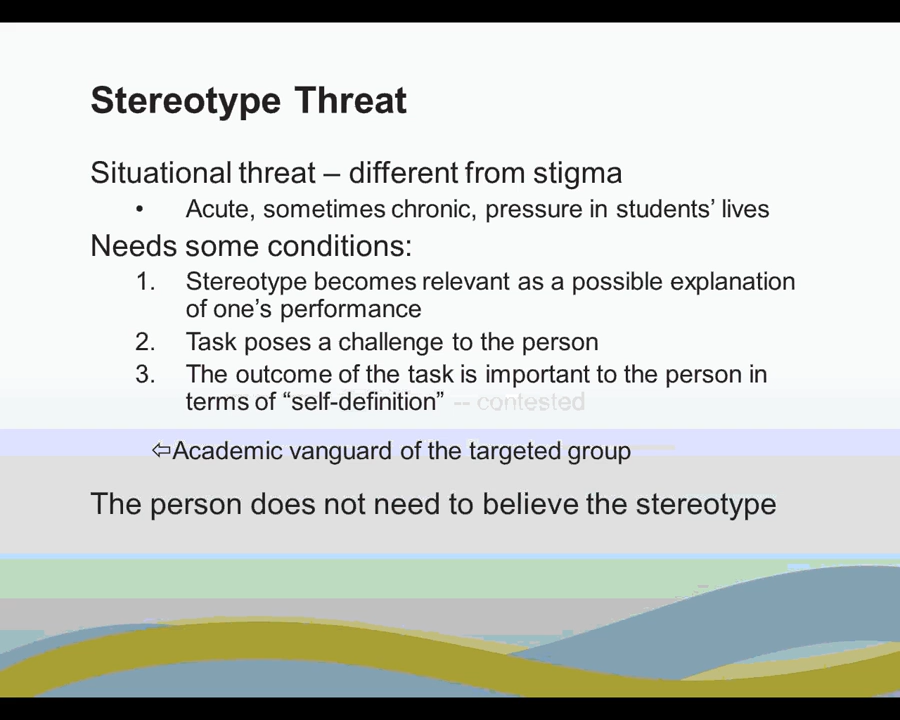 Stereotype Threat
Situational threat – different from stigma
• Acute, sometimes chronic, pressure in students’ lives
Needs some conditions:
1. Stereotype becomes relevant as a possible explanation
of one’s performance
2. Task poses a challenge to the person
3. The outcome of the task is important to the person in
terms of “self-definition” -- contested
⇦Academic vanguard of the targeted group
The person does not need to believe the stereotype